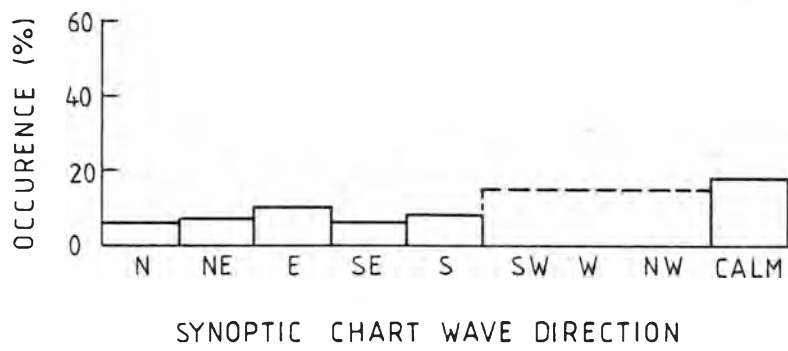 OCCURENCE (%)
60
40
20
0
N NE E SE S SW W NW CALM
SYNOPTIC CHART WAVE DIRECTION